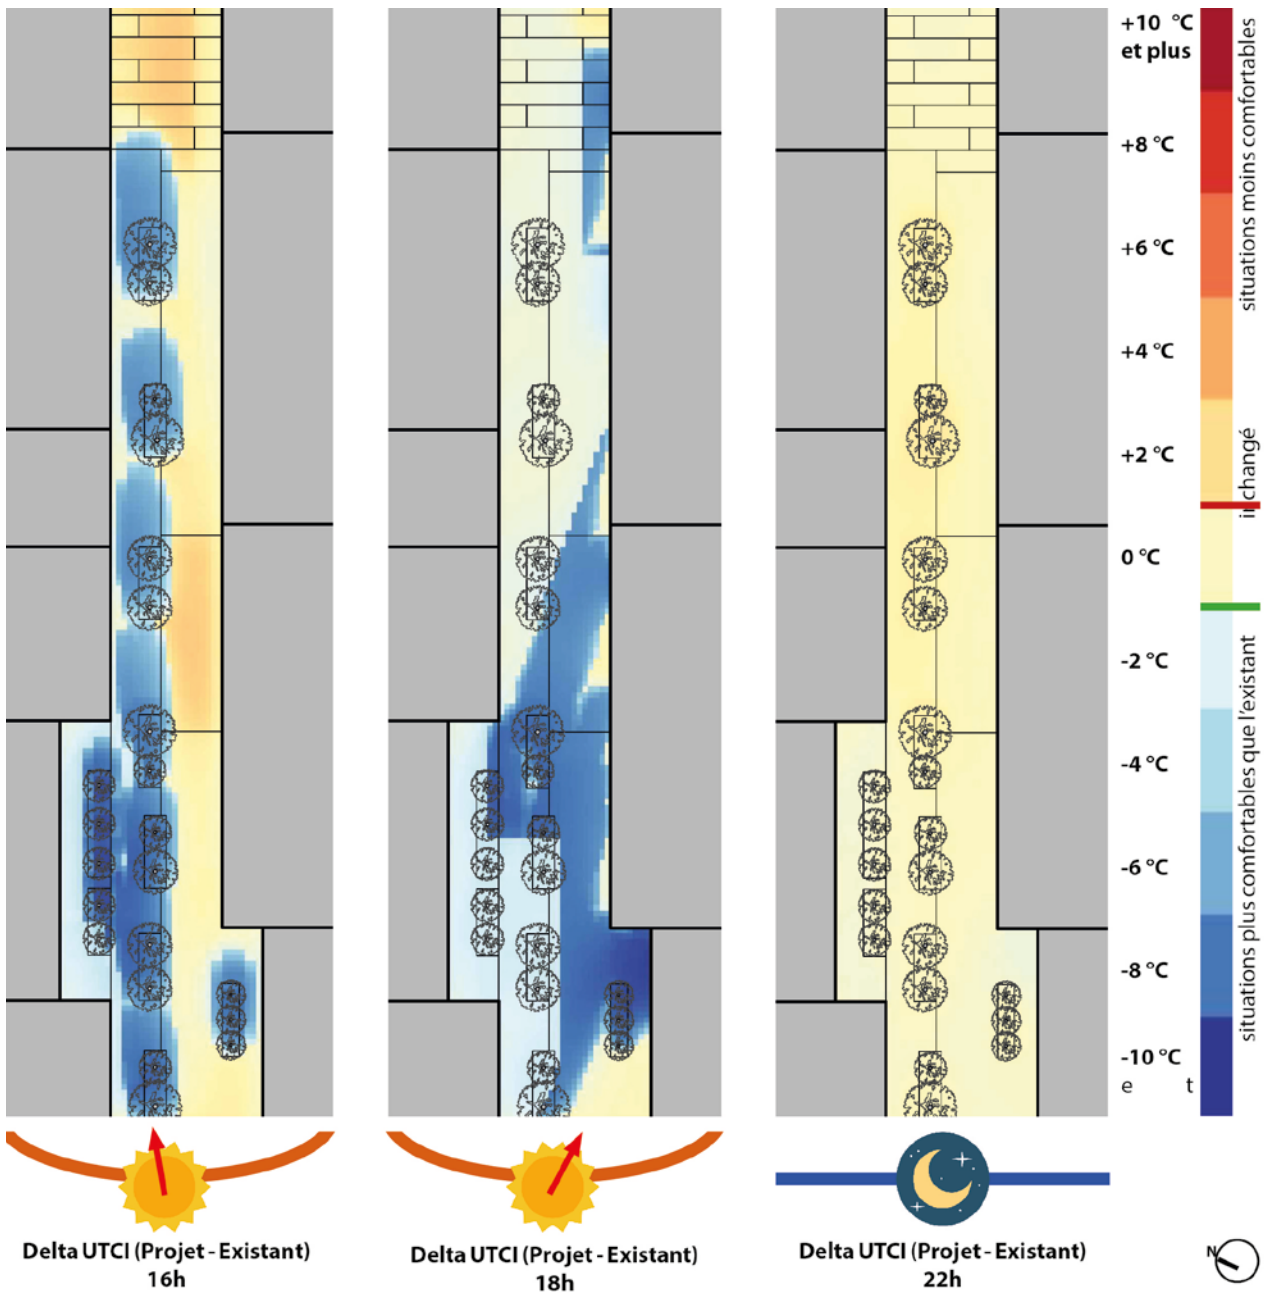 +10 °C
et plus
+8 °C
+6 °C
+4 °C
+2 °C
0 °C
-2 °C
-4 °C
-6 °C
-8 °C
-10 °C
e t
situations moins comfortables
inchangé
situations plus comfortables que l'existant
Delta UTCI (Projet - Existant)
16h
Delta UTCI (Projet - Existant)
18h
Delta UTCI (Projet - Existant)
22h
N